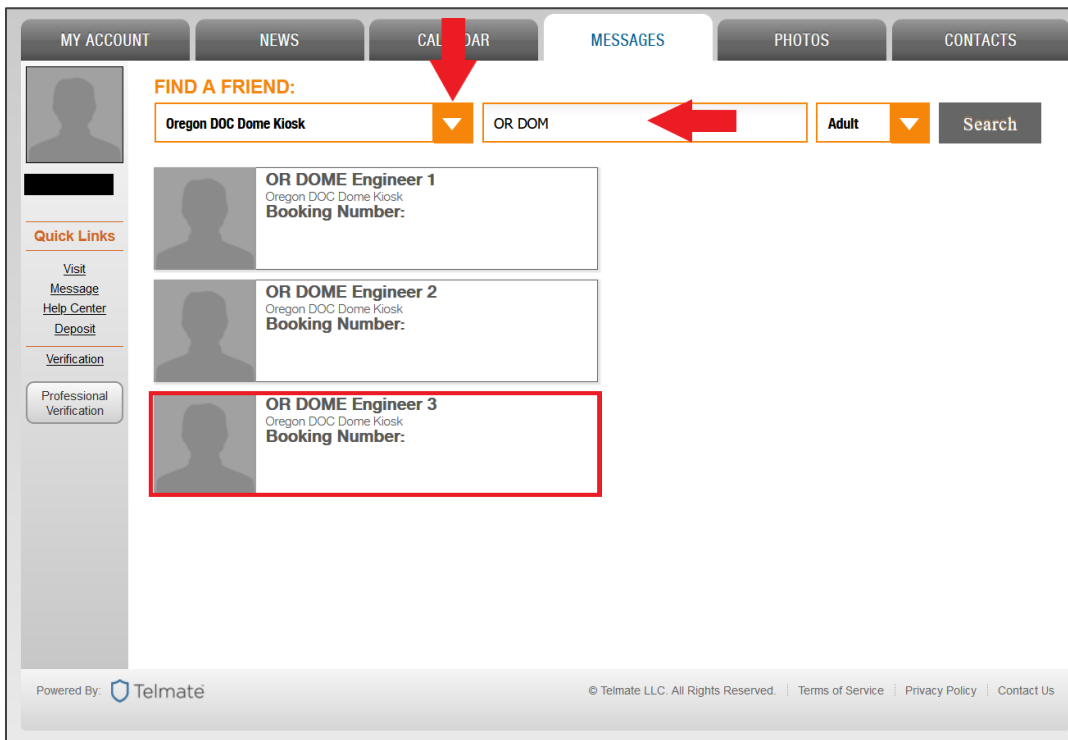 MY ACCOUNT NEWS CALENDAR MESSAGES PHOTOS CONTACTS
FIND A FRIEND:
Oregon DOC Dome Kiosk OR DOM Adult Search
OR DOME Engineer 1
Oregon DOC Dome Kiosk
Booking Number:
Quick Links
Visit
Message
Help Center
Deposit
Verification
Professional
Verification
OR DOME Engineer 2
Oregon DOC Dome Kiosk
Booking Number:
OR DOME Engineer 3
Oregon DOC Dome Kiosk
Booking Number:
Powered By: Telmate © Telmate LLC. All Rights Reserved. Terms of Service Privacy Policy Contact Us